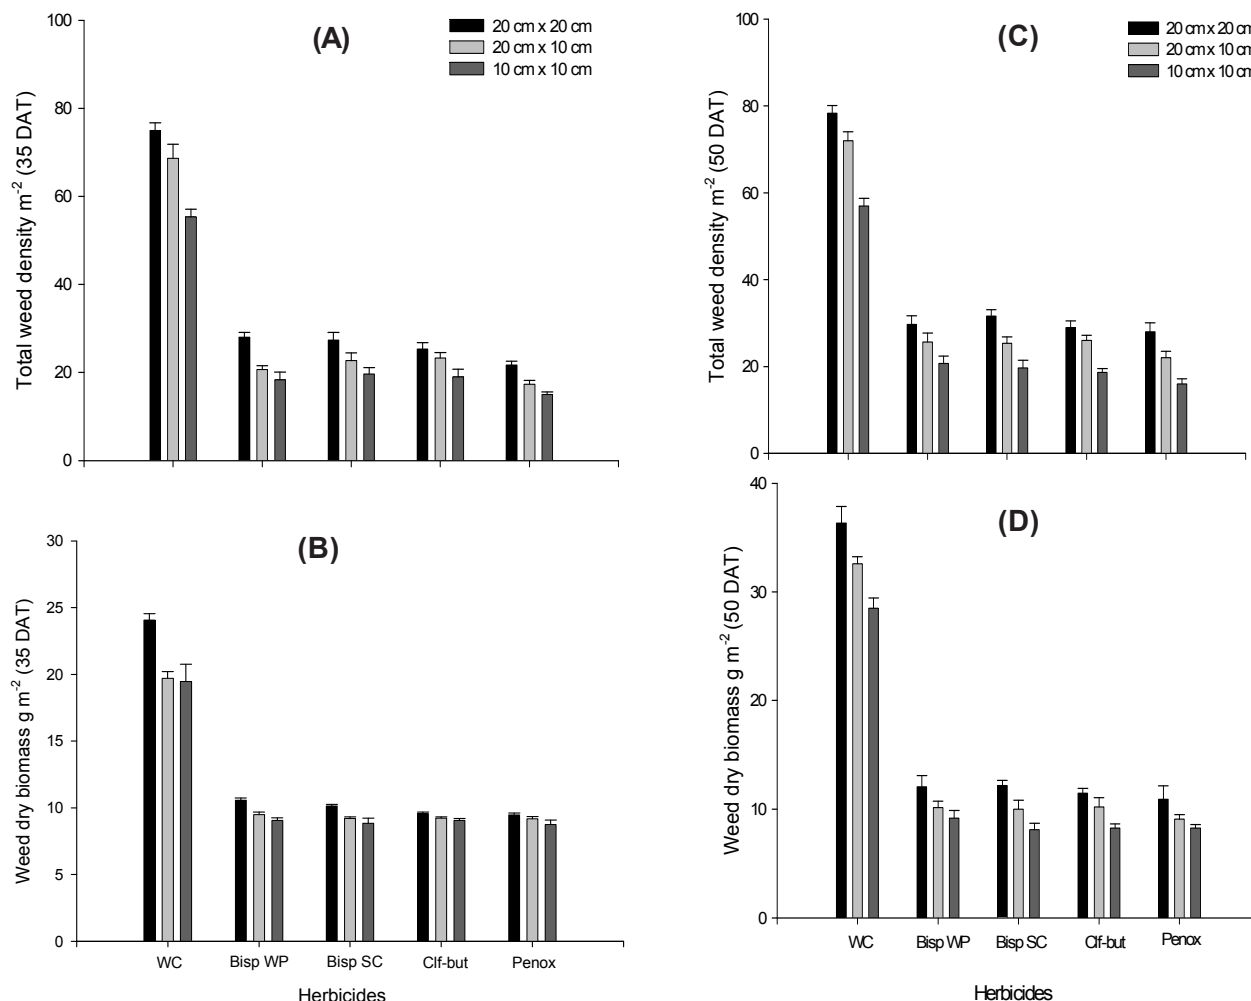 (A)
20 cm x 20 cm
20 cm x 10 cm
10 cm x 10 cm
Total weed density m⁻² (35 DAT)
100
80
60
40
20
0
(B)
Weed dry biomass g m⁻² (35 DAT)
30
25
20
15
10
5
0
WC Bisp WP Bisp SC Clf-but Penox
Herbicides
(C)
20 cm x 20 cm
20 cm x 10 cm
10 cm x 10 cm
Total weed density m⁻² (50 DAT)
100
80
60
40
20
0
(D)
Weed dry biomass g m⁻² (50 DAT)
40
30
20
10
0
WC Bisp WP Bisp SC Clf-but Penox
Herbicides